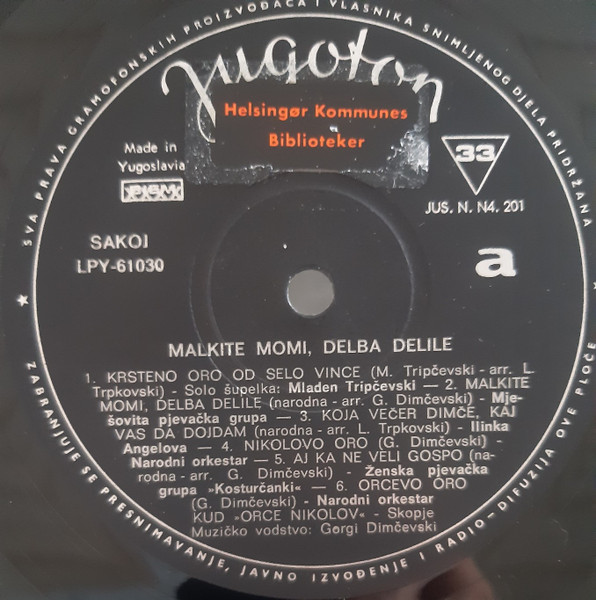 SVA PRAVA GRAMOFONSKIH PROIZVOĐAČA I VLASNIKA SNIMLJENOG DJELA PRIDRŽANA
Jugoton
Helsingør Kommunes
Biblioteker
Made in
Yugoslavia
BIEM
33
JUS. N. N4. 201
SAKOJ
LPY-61030
a
MALKITE MOMI, DELBA DELILE
1. KRSTENO ORO OD SELO VINCE (M. Tripčevski - arr. L.
Trpkovski) - Solo šupelka: Mladen Tripčevski — 2. MALKITE
MOMI, DELBA DELILE (narodna - arr. G. Dimčevski) - Mje-
šovita pjevačka grupa — 3. KOJA VEČER DIMČE, KAJ
VAS DA DOJDAM (narodna - arr. L. Trpkovski) - Ilinka
Angelova — 4. NIKOLOVO ORO (G. Dimčevski) -
Narodni orkestar — 5. AJ KA NE VELI GOSPO (na-
rodna - arr. G. Dimčevski) - Ženska pjevačka
grupa »Kosturčanki« — 6. ORCEVO ORO
(G. Dimčevski) - Narodni orkestar
KUD »ORCE NIKOLOV« - Skopje
Muzičko vodstvo: Gørgi Dimčevski
ZABRANJUJE SE PRESNIMAVANJE, JAVNO IZVOĐENJE I RADIO-DIFUZIJA OVE PLOČE